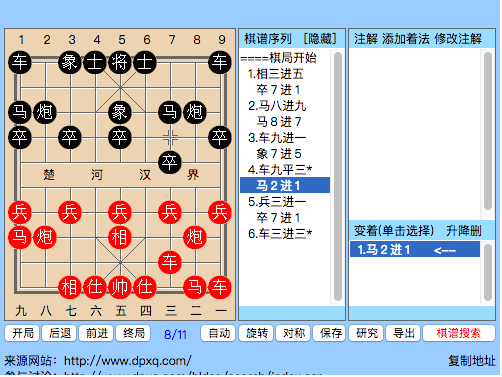 1 2 3 4 5 6 7 8 9
车 象 士 将 士 车
马 炮 象 马 炮
卒 卒 卒 卒
卒
楚 河 汉 界
兵 兵 兵 兵 兵
马 炮 相 炮
车
相 仕 帅 仕 马 车
九 八 七 六 五 四 三 二 一
棋谱序列 [隐藏]
====棋局开始
1.相三进五
卒７进１
2.马八进九
马８进７
3.车九进一
象７进５
4.车九平三*
马２进１
5.兵三进一
卒７进１
6.车三进三*
注解 添加着法 修改注解
变着(单击选择) 升降删
1.马２进１ <--
开局 后退 前进 终局 8/11 自动 旋转 对称 保存 研究 导出 棋谱搜索
来源网站：http://www.dpxq.com/ 复制地址